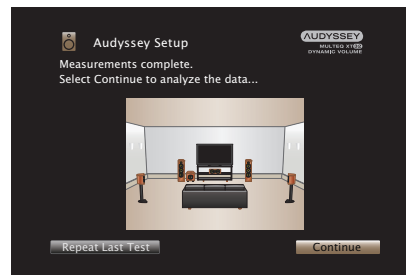 Audyssey Setup
AUDYSSEY
MULTEQ XT32
DYNAMIC VOLUME
Measurements complete.
Select Continue to analyze the data...
Repeat Last Test
Continue